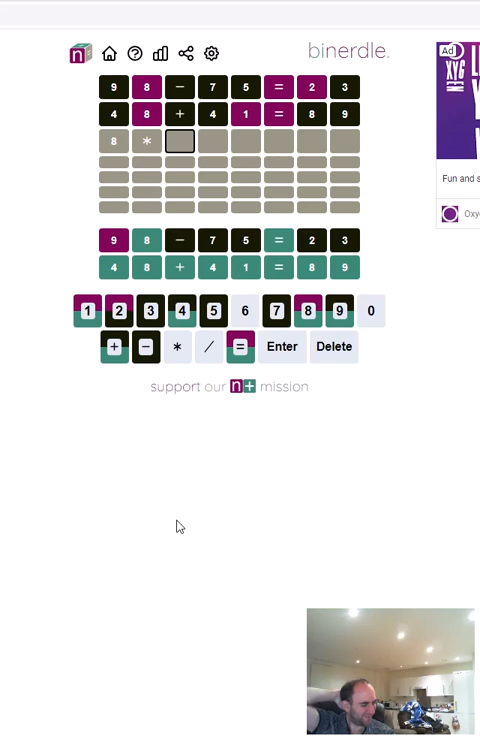 n
binerdle.
Ad
L
OXYGEN
9 8 − 7 5 = 2 3
4 8 + 4 1 = 8 9
8 *
Fun and s
Oxy
9 8 − 7 5 = 2 3
4 8 + 4 1 = 8 9
1 2 3 4 5 6 7 8 9 0
+ − * / = Enter Delete
support our n+ mission